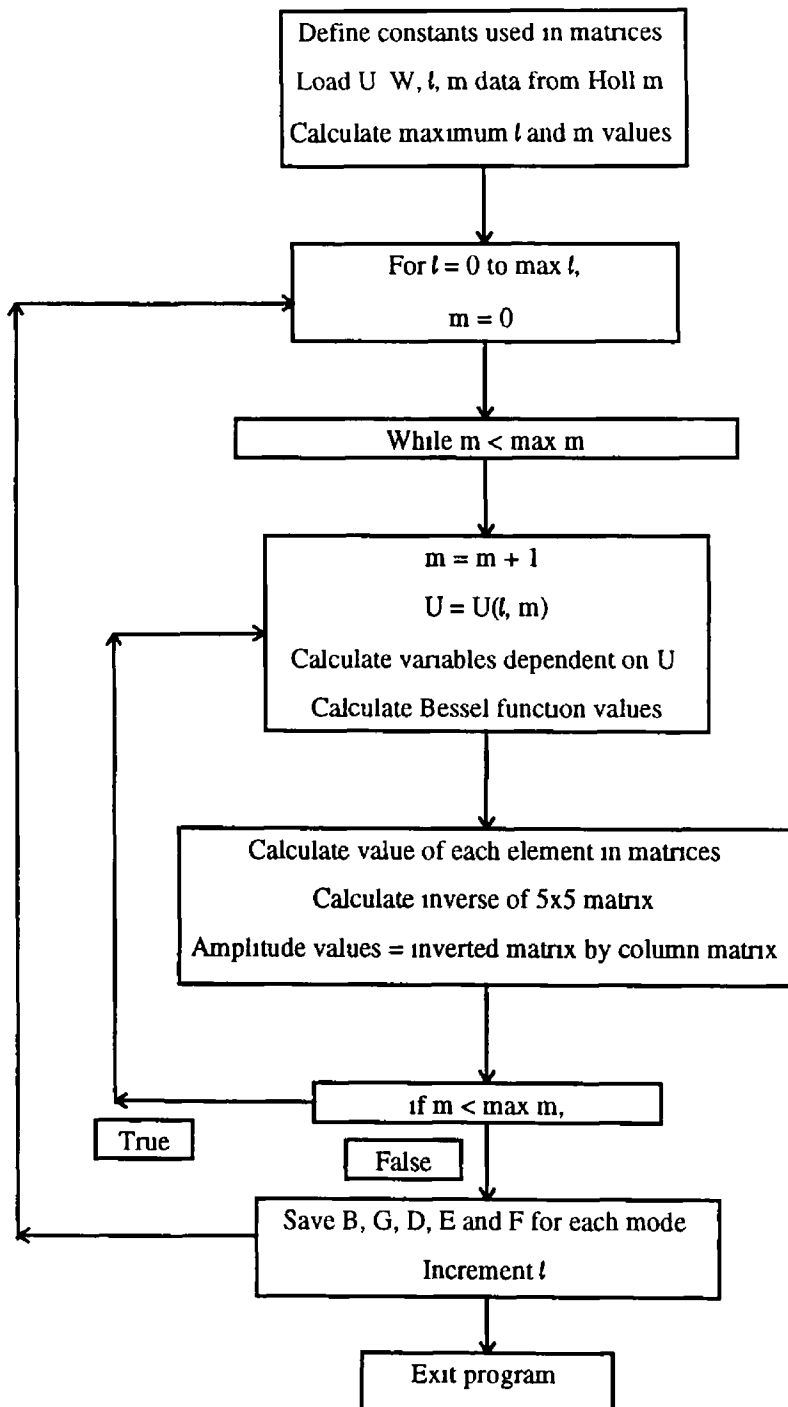 Define constants used in matrices
Load U W, ℓ, m data from Holl m
Calculate maximum ℓ and m values
For ℓ = 0 to max ℓ,
m = 0
While m < max m
m = m + 1
U = U(ℓ, m)
Calculate variables dependent on U
Calculate Bessel function values
Calculate value of each element in matrices
Calculate inverse of 5x5 matrix
Amplitude values = inverted matrix by column matrix
if m < max m,
True
False
Save B, G, D, E and F for each mode
Increment ℓ
Exit program